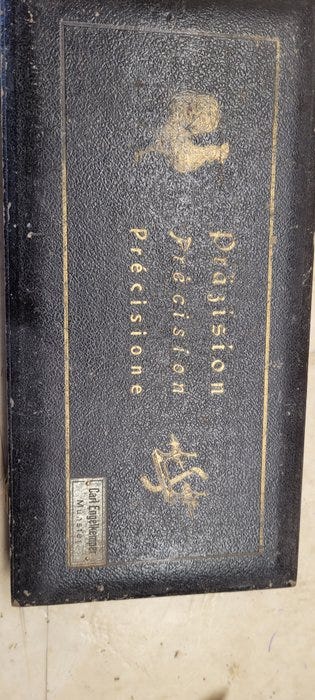 Präzision
Précision
Précisione
Carl Engelkemper
Münster